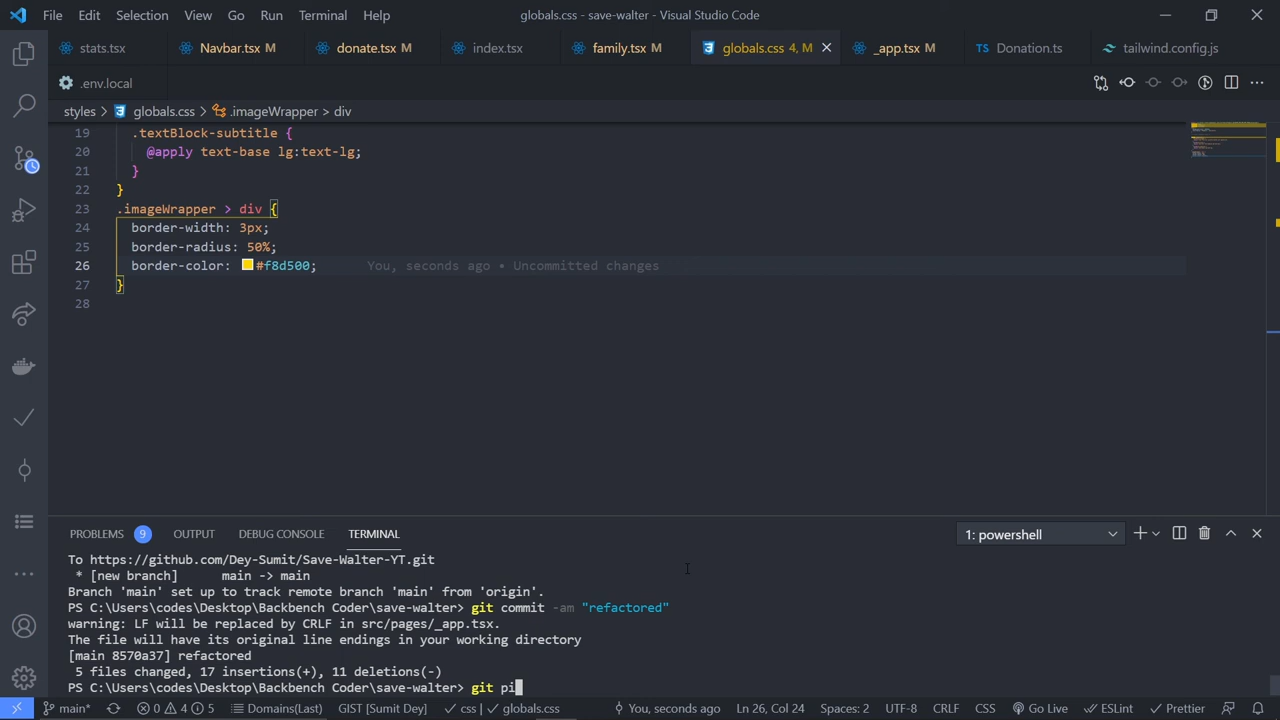 File Edit Selection View Go Run Terminal Help globals.css - save-walter - Visual Studio Code
stats.tsx Navbar.tsx M donate.tsx M index.tsx family.tsx M globals.css 4, M _app.tsx M TS Donation.ts tailwind.config.js
.env.local
styles > globals.css > .imageWrapper > div
19 .textBlock-subtitle {
20 @apply text-base lg:text-lg;
21 }
22 }
23 .imageWrapper > div {
24 border-width: 3px;
25 border-radius: 50%;
26 border-color: #f8d500; You, seconds ago • Uncommitted changes
27 }
28
PROBLEMS 9 OUTPUT DEBUG CONSOLE TERMINAL 1: powershell
To https://github.com/Dey-Sumit/Save-Walter-YT.git
* [new branch] main -> main
Branch 'main' set up to track remote branch 'main' from 'origin'.
PS C:\Users\codes\Desktop\Backbench Coder\save-walter> git commit -am "refactored"
warning: LF will be replaced by CRLF in src/pages/_app.tsx.
The file will have its original line endings in your working directory
[main 8570a37] refactored
5 files changed, 17 insertions(+), 11 deletions(-)
PS C:\Users\codes\Desktop\Backbench Coder\save-walter> git pi
main* 0 4 5 Domains(Last) GIST [Sumit Dey] css | globals.css You, seconds ago Ln 26, Col 24 Spaces: 2 UTF-8 CRLF CSS Go Live ESLint Prettier